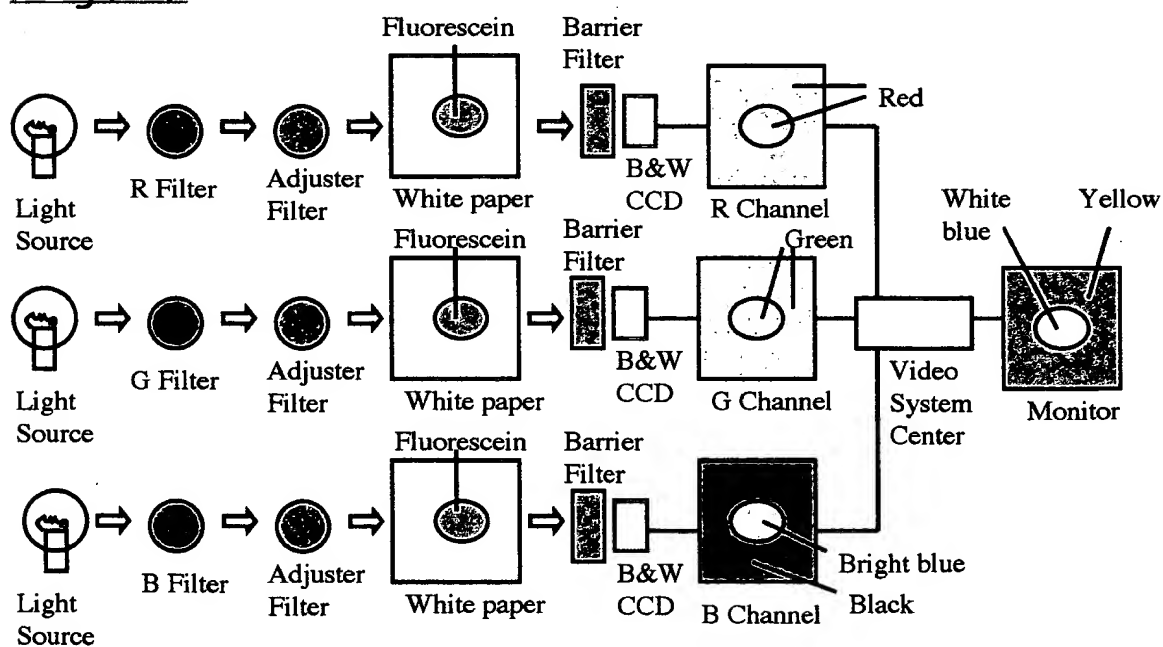 Fluorescein
Barrier
Filter
Red
R Filter
Adjuster
Filter
White paper
B&W
CCD
R Channel
Light
Source
White
blue
Yellow
Fluorescein
Barrier
Filter
Green
G Filter
Adjuster
Filter
White paper
B&W
CCD
G Channel
Light
Source
Video
System
Center
Monitor
Fluorescein
Barrier
Filter
B Filter
Adjuster
Filter
White paper
B&W
CCD
B Channel
Bright blue
Black
Light
Source